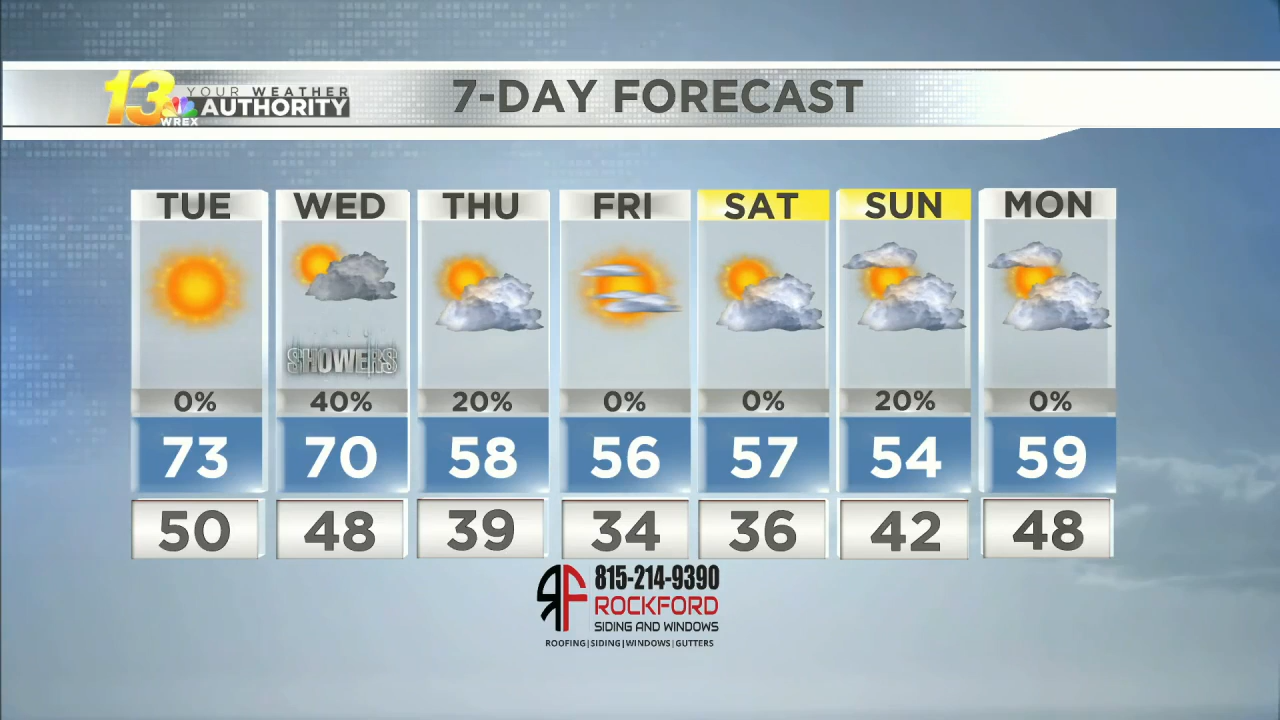 13 YOUR WEATHER
WREX AUTHORITY
7-DAY FORECAST
TUE WED THU FRI SAT SUN MON
SHOWERS
0% 40% 20% 0% 0% 20% 0%
73 70 58 56 57 54 59
50 48 39 34 36 42 48
RF 815-214-9390
ROCKFORD
SIDING AND WINDOWS
ROOFING|SIDING|WINDOWS|GUTTERS